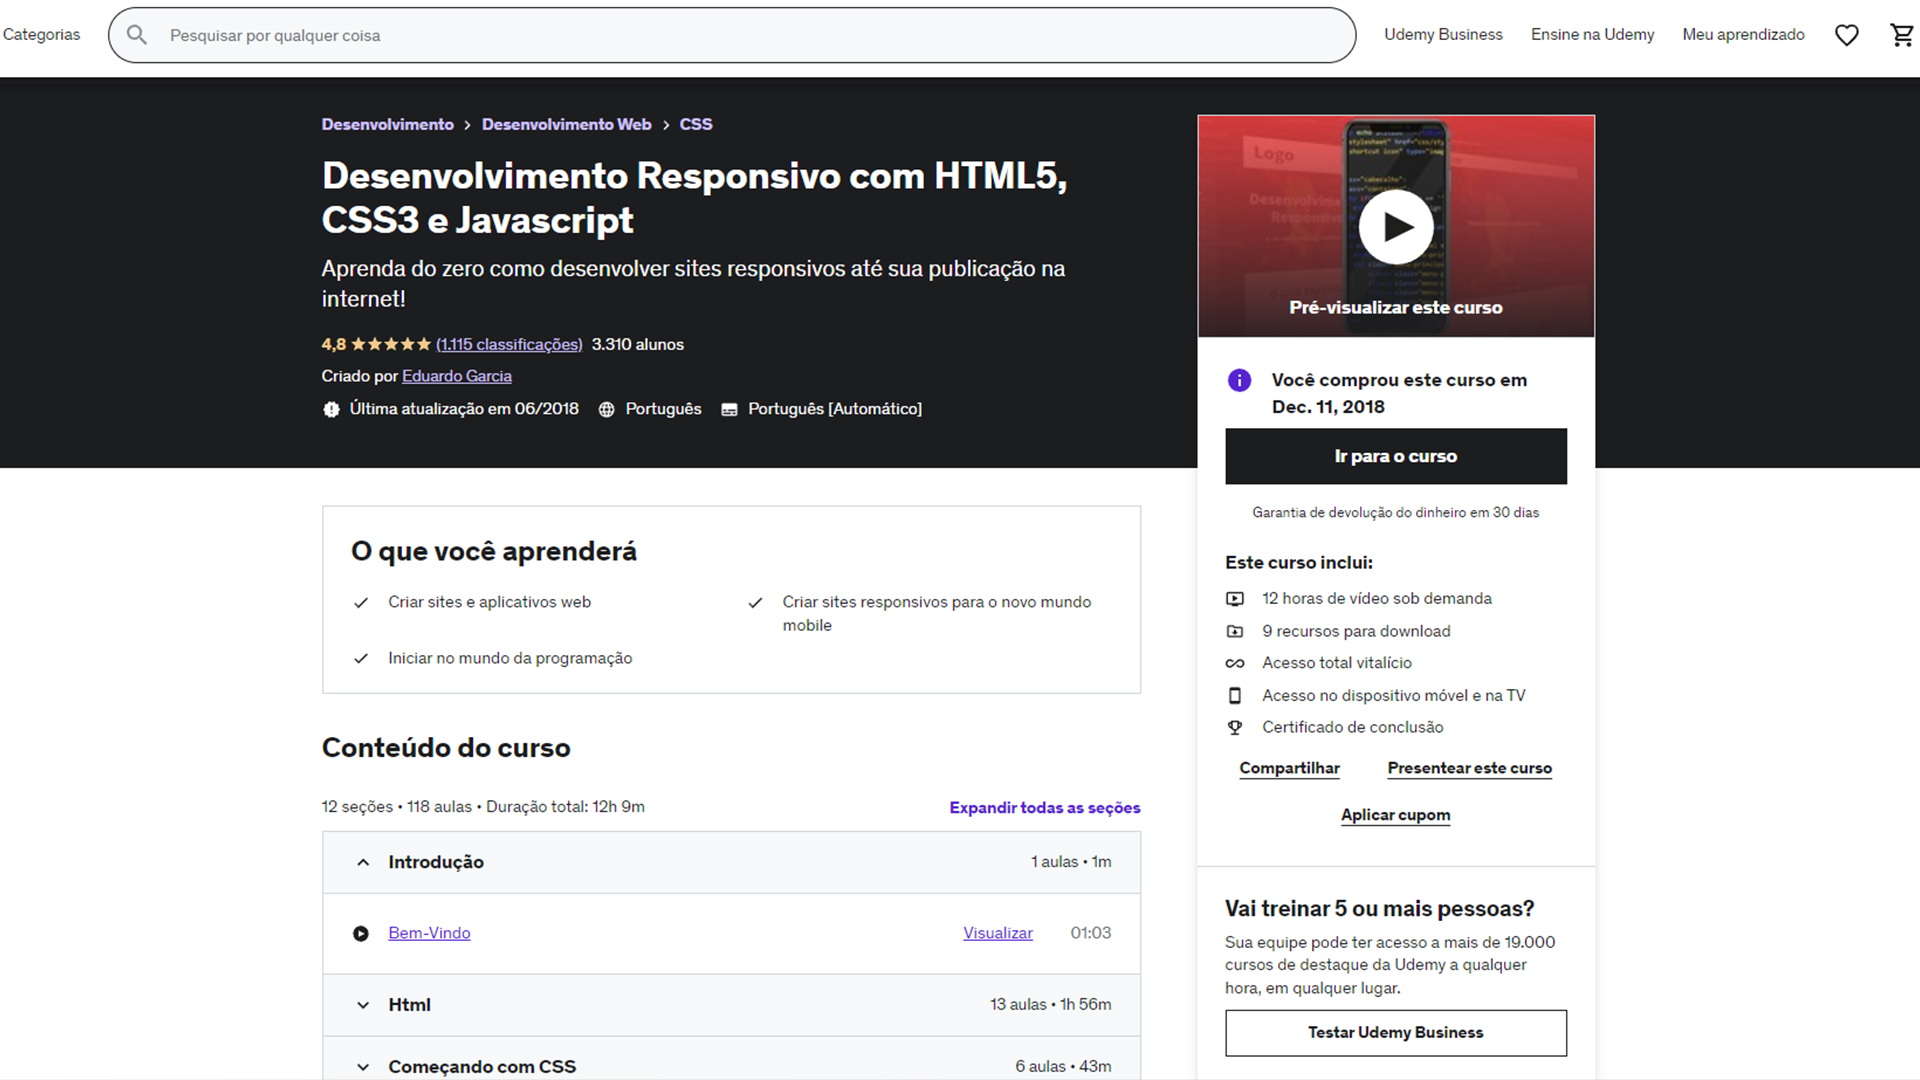 Categorias
Pesquisar por qualquer coisa
Udemy Business
Ensine na Udemy
Meu aprendizado
Desenvolvimento > Desenvolvimento Web > CSS
Desenvolvimento Responsivo com HTML5,
CSS3 e Javascript
Aprenda do zero como desenvolver sites responsivos até sua publicação na
internet!
4,8 (1.115 classificações) 3.310 alunos
Criado por Eduardo Garcia
Última atualização em 06/2018 Português Português [Automático]
Logo
Pré-visualizar este curso
Você comprou este curso em
Dec. 11, 2018
Ir para o curso
Garantia de devolução do dinheiro em 30 dias
Este curso inclui:
12 horas de vídeo sob demanda
9 recursos para download
Acesso total vitalício
Acesso no dispositivo móvel e na TV
Certificado de conclusão
Compartilhar
Presentear este curso
Aplicar cupom
Vai treinar 5 ou mais pessoas?
Sua equipe pode ter acesso a mais de 19.000
cursos de destaque da Udemy a qualquer
hora, em qualquer lugar.
Testar Udemy Business
O que você aprenderá
Criar sites e aplicativos web
Criar sites responsivos para o novo mundo
mobile
Iniciar no mundo da programação
Conteúdo do curso
12 seções • 118 aulas • Duração total: 12h 9m
Expandir todas as seções
Introdução
1 aulas • 1m
Bem-Vindo
Visualizar
01:03
Html
13 aulas • 1h 56m
Começando com CSS
6 aulas • 43m